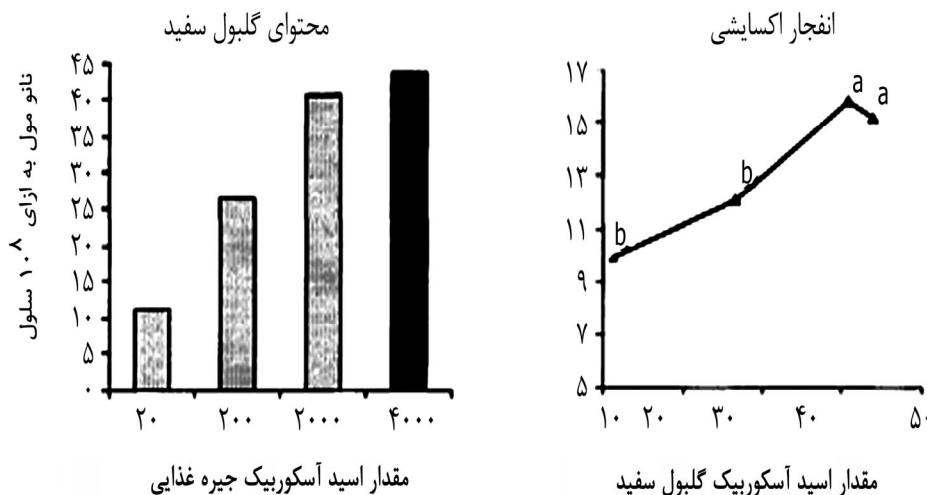 محتوای گلبول سفید
نانو مول به ازای ۱۰^۸ سلول
۴۵
۴۰
۳۵
۳۰
۲۵
۲۰
۱۵
۱۰
۵
۰
۲۰ ۲۰۰ ۲۰۰۰ ۴۰۰۰
مقدار اسید آسکوربیک جیره غذایی
انفجار اکسایشی
۱۷
۱۵
۱۳
۱۱
۹
۷
۵
b b a a
۱۰ ۲۰ ۳۰ ۴۰ ۵۰
مقدار اسید آسکوربیک گلبول سفید